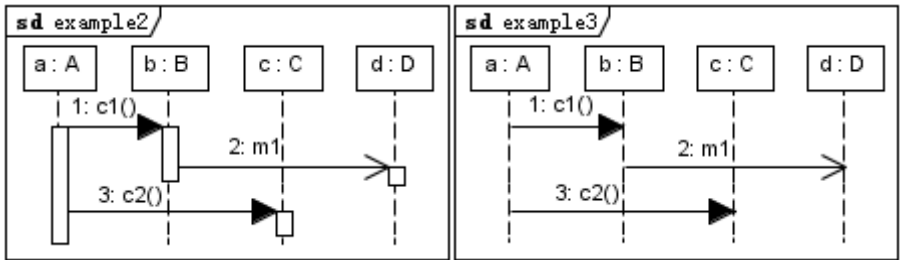 sd example2
a : A b : B c : C d : D
1: c1()
2: m1
3: c2()
sd example3
a : A b : B c : C d : D
1: c1()
2: m1
3: c2()